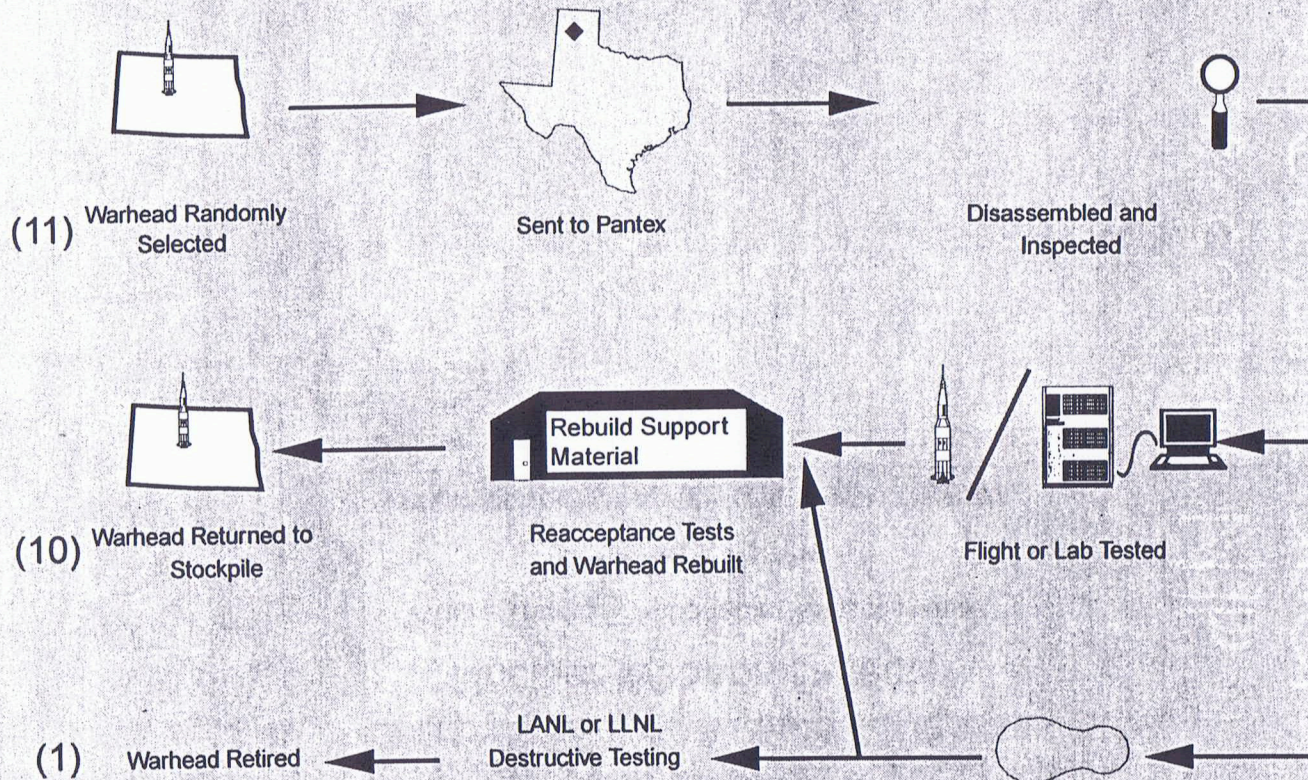 (11)
Warhead Randomly
Selected
Sent to Pantex
Disassembled and
Inspected
Rebuild Support
Material
(10)
Warhead Returned to
Stockpile
Reacceptance Tests
and Warhead Rebuilt
Flight or Lab Tested
(1)
Warhead Retired
LANL or LLNL
Destructive Testing